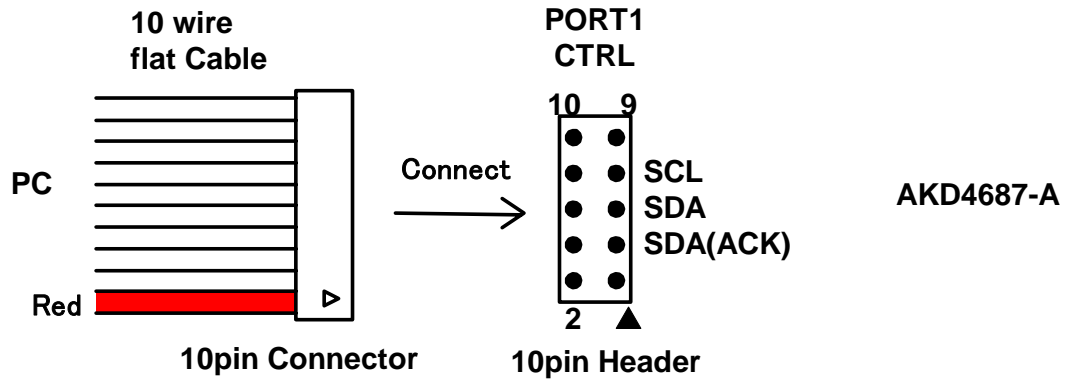 10 wire
flat Cable
PORT1
CTRL
10 9
PC
Connect
SCL
SDA
SDA(ACK)
AKD4687-A
Red
2
10pin Connector
10pin Header